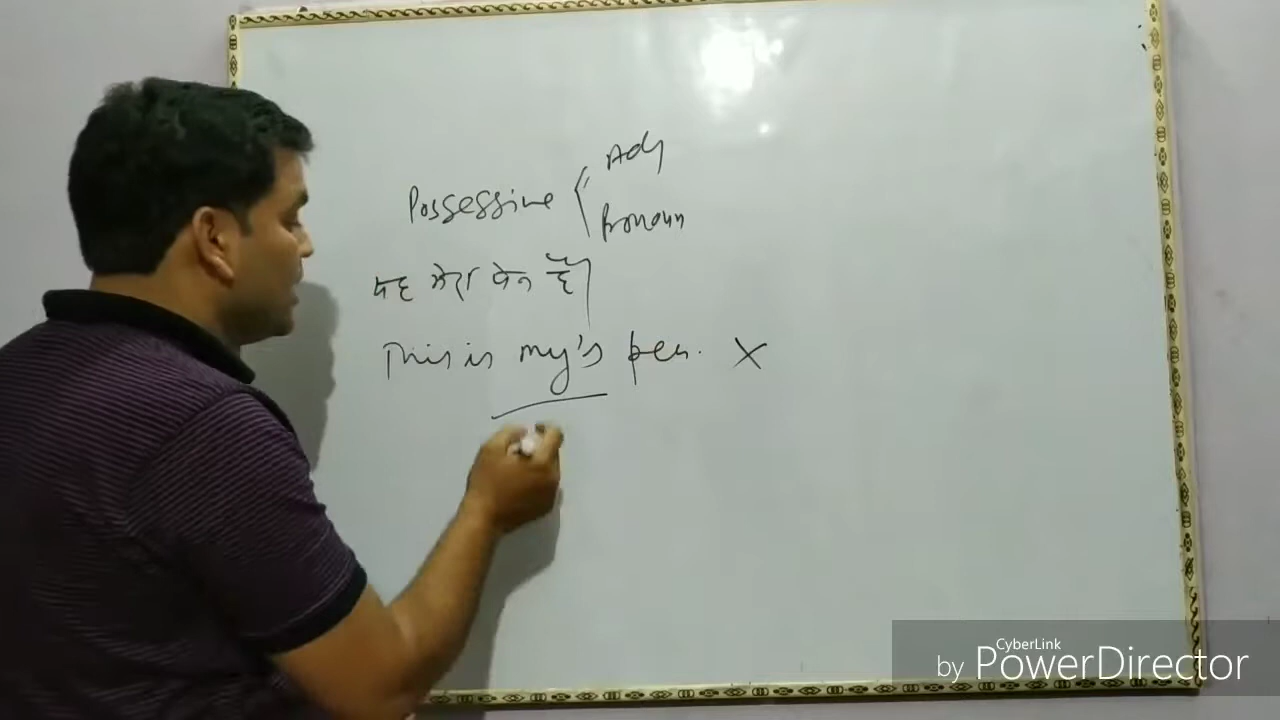 Possessive { Adj
Pronoun
यह मेरा पेन है।
This is my's pen. X
CyberLink
by PowerDirector